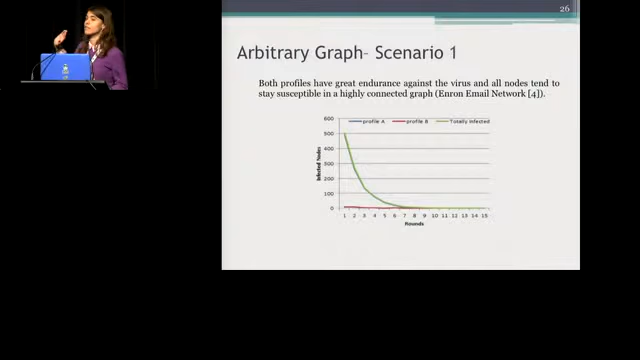 26
Arbitrary Graph– Scenario 1
Both profiles have great endurance against the virus and all nodes tend to
stay susceptible in a highly connected graph (Enron Email Network [4]).
profile A profile B Totally Infected
600
500
400
300
200
100
0
Infected Nodes
1 2 3 4 5 6 7 8 9 10 11 12 13 14 15
Rounds